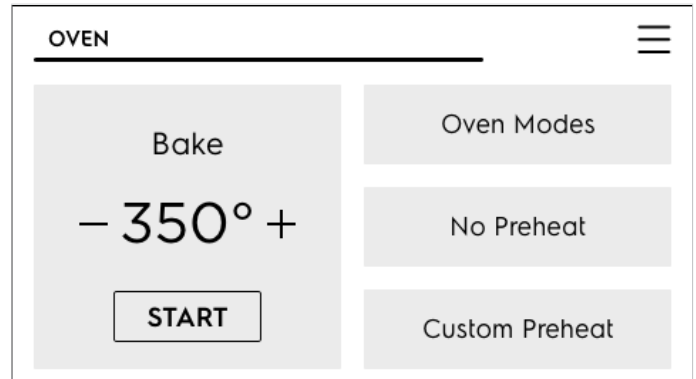 OVEN
Bake
− 350° +
START
Oven Modes
No Preheat
Custom Preheat